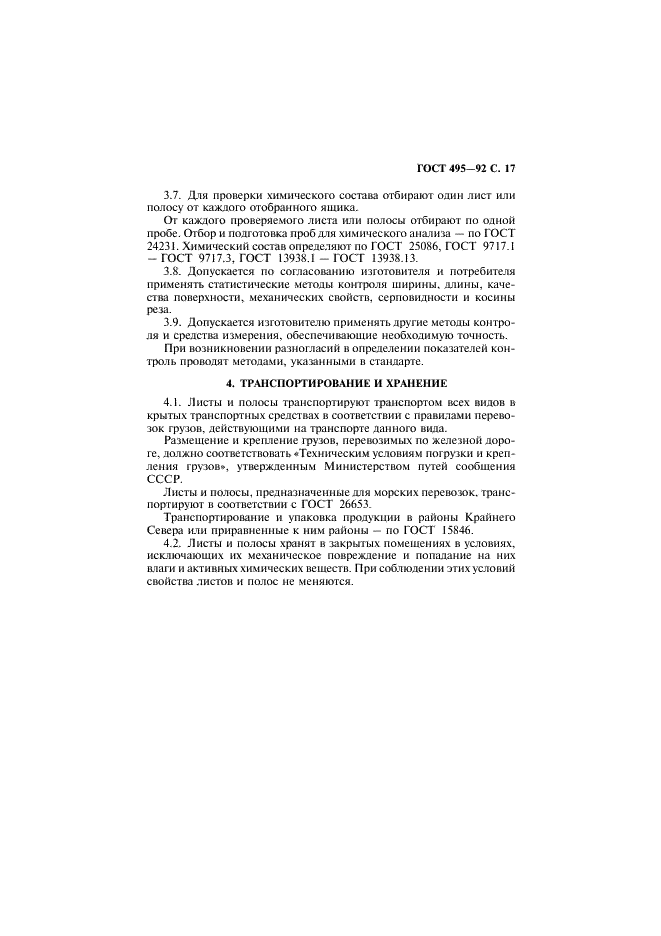 ГОСТ 495—92 С. 17
3.7. Для проверки химического состава отбирают один лист или
полосу от каждого отобранного ящика.
От каждого проверяемого листа или полосы отбирают по одной
пробе. Отбор и подготовка проб для химического анализа — по ГОСТ
24231. Химический состав определяют по ГОСТ 25086, ГОСТ 9717.1
— ГОСТ 9717.3, ГОСТ 13938.1 — ГОСТ 13938.13.
3.8. Допускается по согласованию изготовителя и потребителя
применять статистические методы контроля ширины, длины, каче-
ства поверхности, механических свойств, серповидности и косины
реза.
3.9. Допускается изготовителю применять другие методы контро-
ля и средства измерения, обеспечивающие необходимую точность.
При возникновении разногласий в определении показателей кон-
троль проводят методами, указанными в стандарте.
4. ТРАНСПОРТИРОВАНИЕ И ХРАНЕНИЕ
4.1. Листы и полосы транспортируют транспортом всех видов в
крытых транспортных средствах в соответствии с правилами перево-
зок грузов, действующими на транспорте данного вида.
Размещение и крепление грузов, перевозимых по железной доро-
ге, должно соответствовать «Техническим условиям погрузки и креп-
ления грузов», утвержденным Министерством путей сообщения
СССР.
Листы и полосы, предназначенные для морских перевозок, транс-
портируют в соответствии с ГОСТ 26653.
Транспортирование и упаковка продукции в районы Крайнего
Севера или приравненные к ним районы — по ГОСТ 15846.
4.2. Листы и полосы хранят в закрытых помещениях в условиях,
исключающих их механическое повреждение и попадание на них
влаги и активных химических веществ. При соблюдении этих условий
свойства листов и полос не меняются.